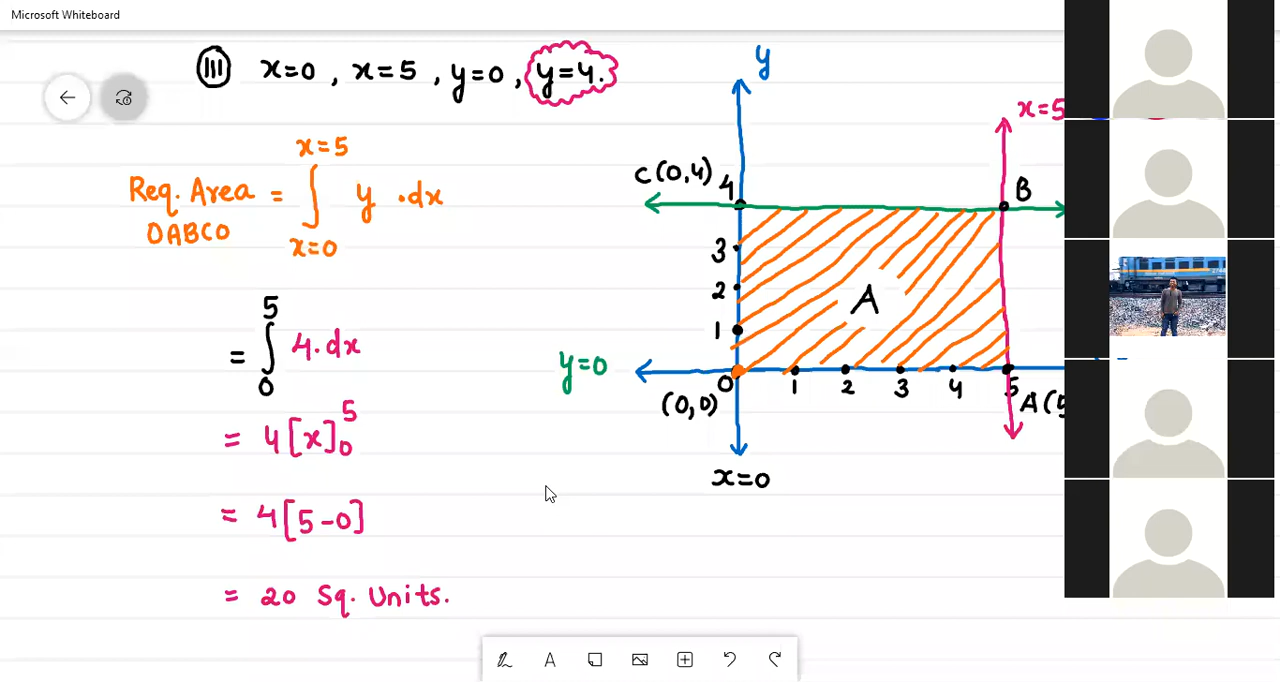 Microsoft Whiteboard
III x=0 , x=5 , y=0 , y=4.
Req. Area = ∫ y .dx
x=5
x=0
OABCO
= ∫ 4.dx
5
0
= 4[x]₀⁵
= 4[5-0]
= 20 Sq. Units.
y
x=5
C(0,4) 4
B
3
2
A
1
y=0
0 1 2 3 4 5
(0,0)
A(5
x=0